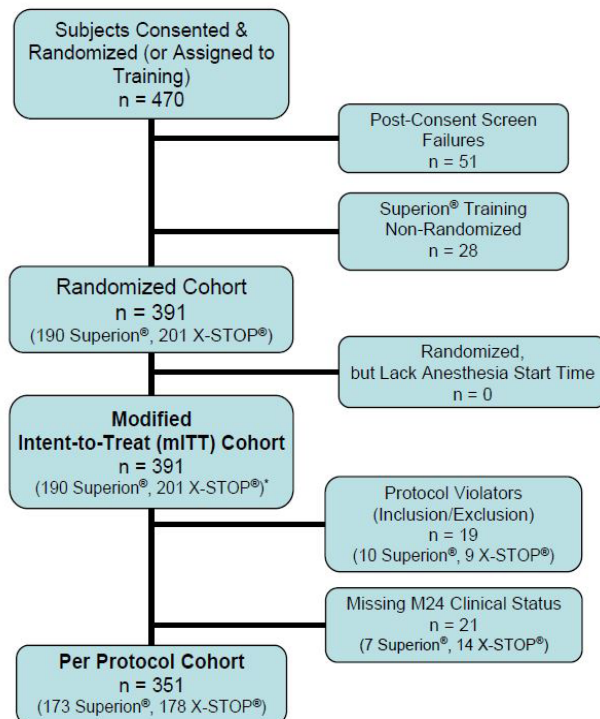 Subjects Consented &
Randomized (or Assigned to
Training)
n = 470
Post-Consent Screen
Failures
n = 51
Superion® Training
Non-Randomized
n = 28
Randomized Cohort
n = 391
(190 Superion®, 201 X-STOP®)
Randomized,
but Lack Anesthesia Start Time
n = 0
Modified
Intent-to-Treat (mITT) Cohort
n = 391
(190 Superion®, 201 X-STOP®)*
Protocol Violators
(Inclusion/Exclusion)
n = 19
(10 Superion®, 9 X-STOP®)
Missing M24 Clinical Status
n = 21
(7 Superion®, 14 X-STOP®)
Per Protocol Cohort
n = 351
(173 Superion®, 178 X-STOP®)